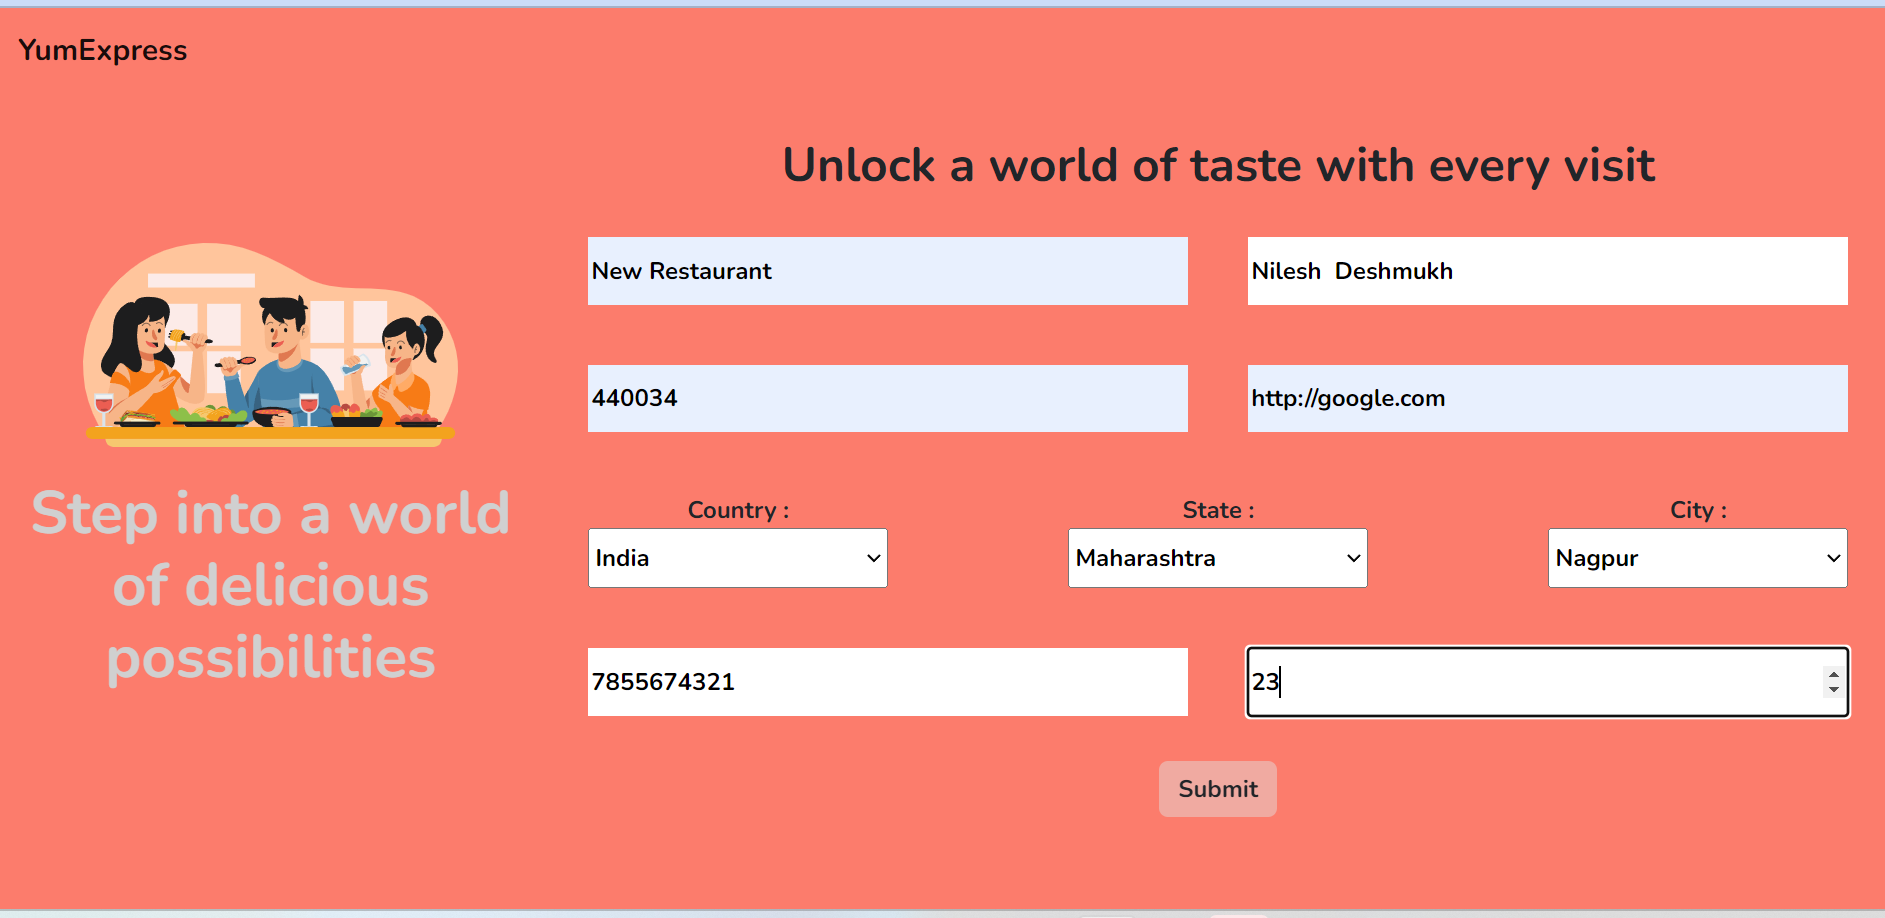 YumExpress
Unlock a world of taste with every visit
New Restaurant
Nilesh  Deshmukh
440034
http://google.com
Step into a world
of delicious
possibilities
Country :
State :
City :
India
Maharashtra
Nagpur
7855674321
23
Submit